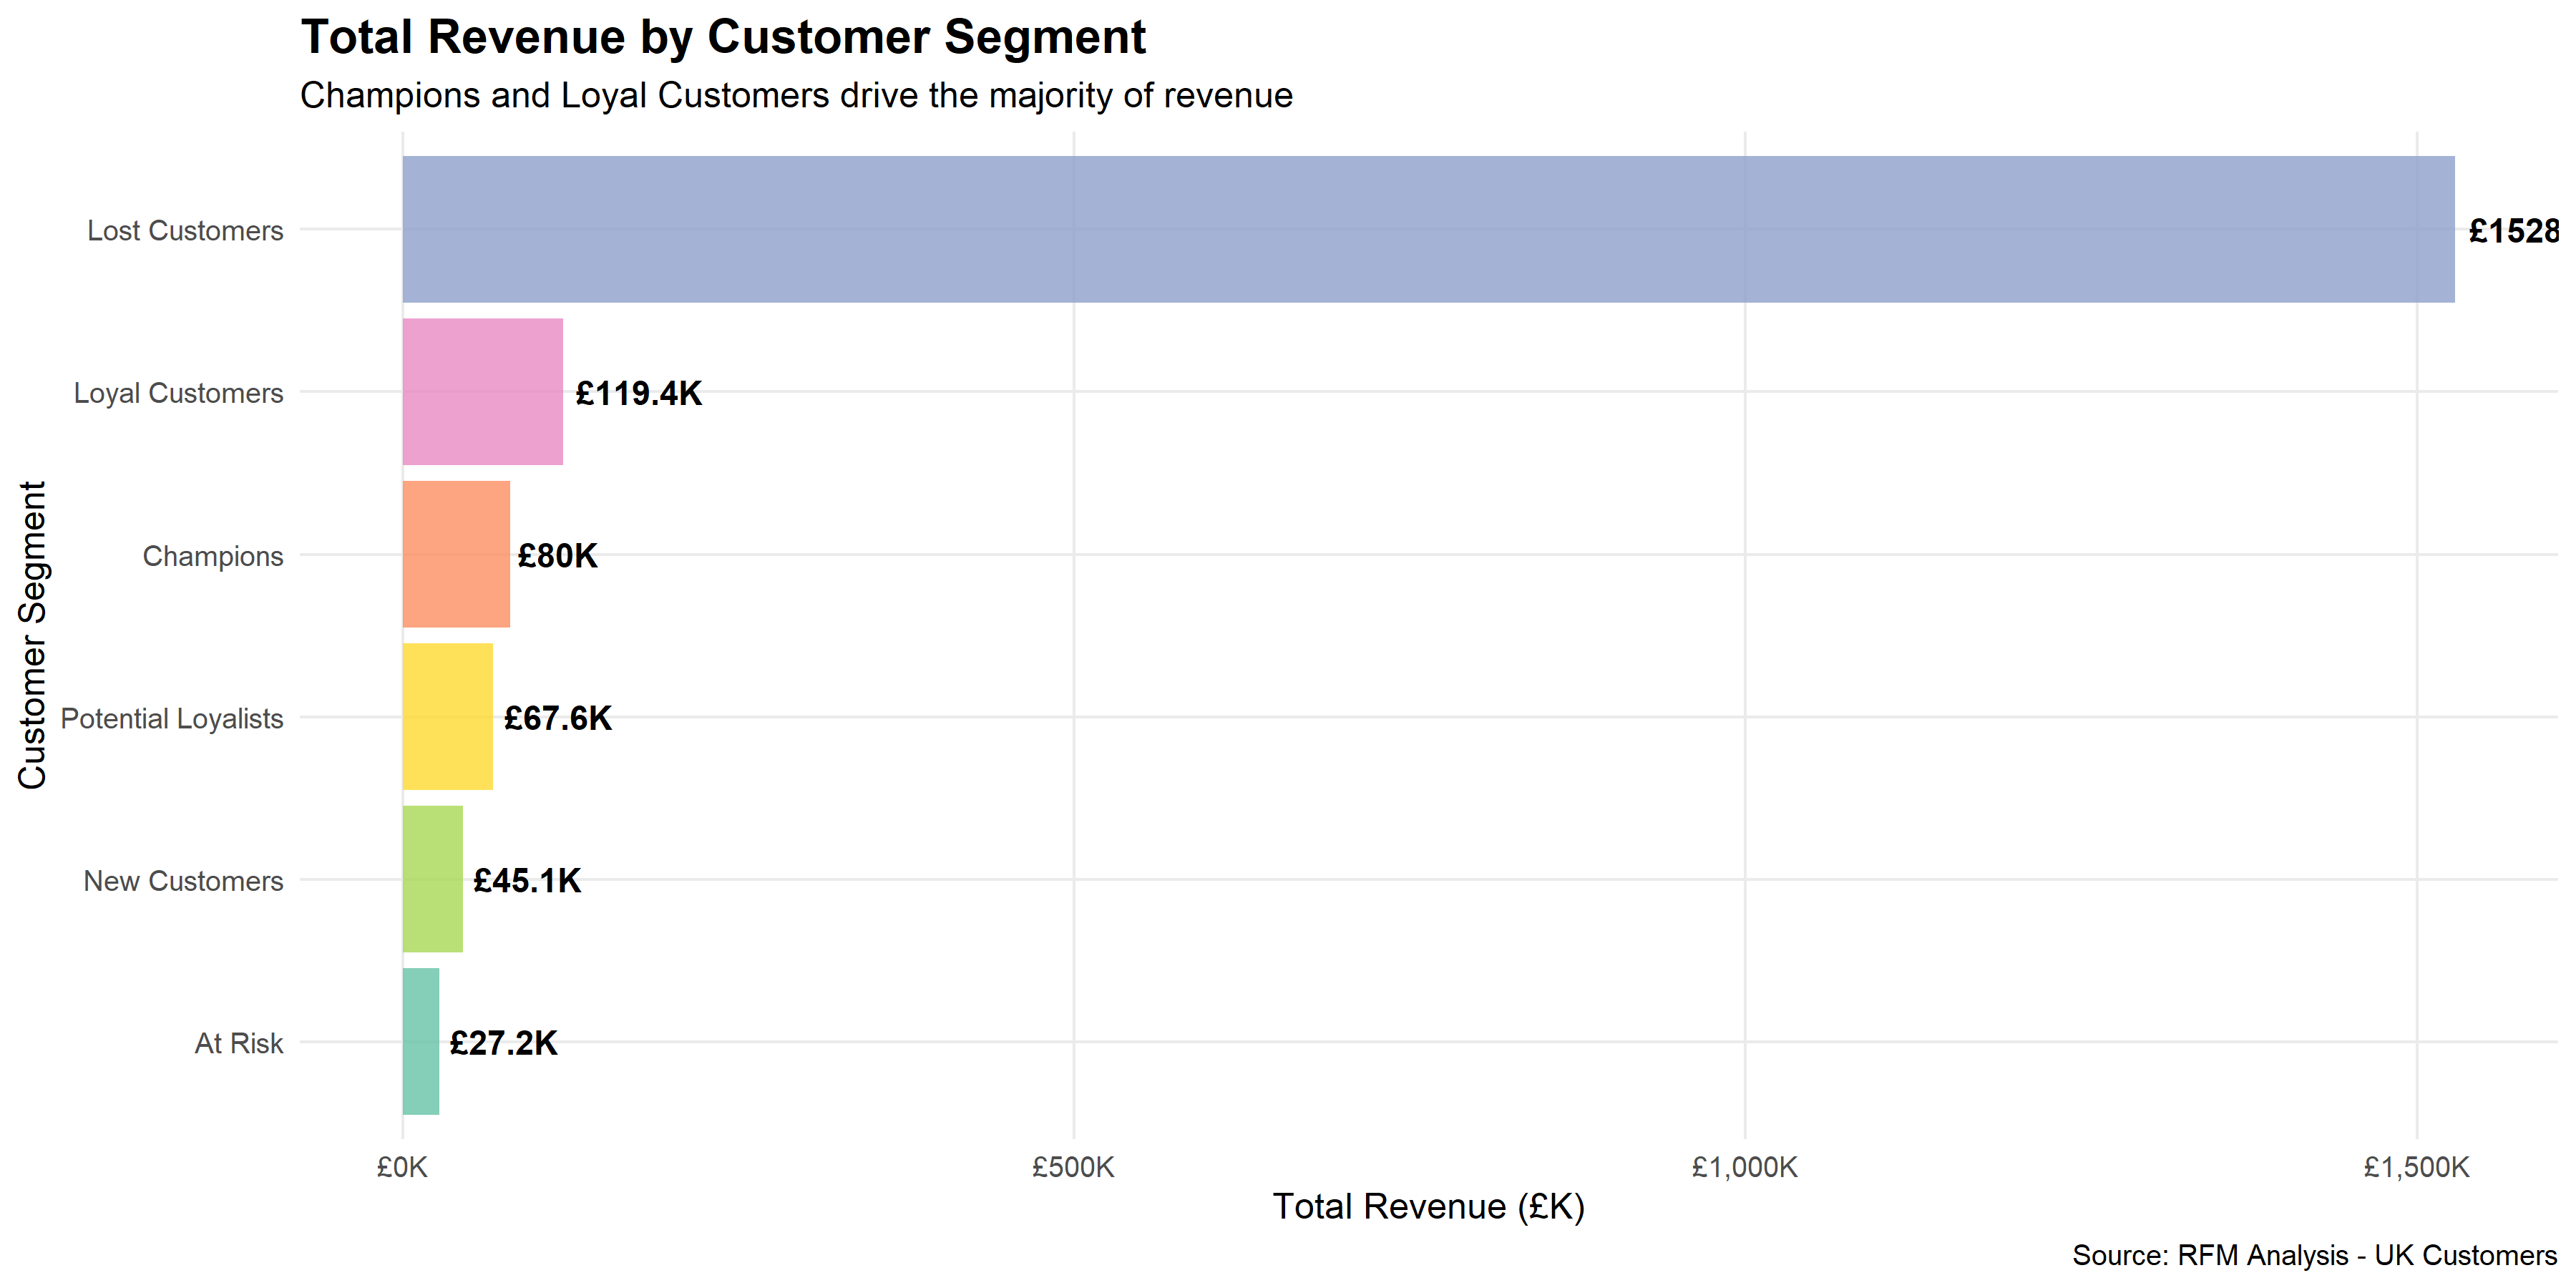 Total Revenue by Customer Segment
Champions and Loyal Customers drive the majority of revenue
Customer Segment
Lost Customers
£1528
Loyal Customers
£119.4K
Champions
£80K
Potential Loyalists
£67.6K
New Customers
£45.1K
At Risk
£27.2K
£0K
£500K
£1,000K
£1,500K
Total Revenue (£K)
Source: RFM Analysis - UK Customers